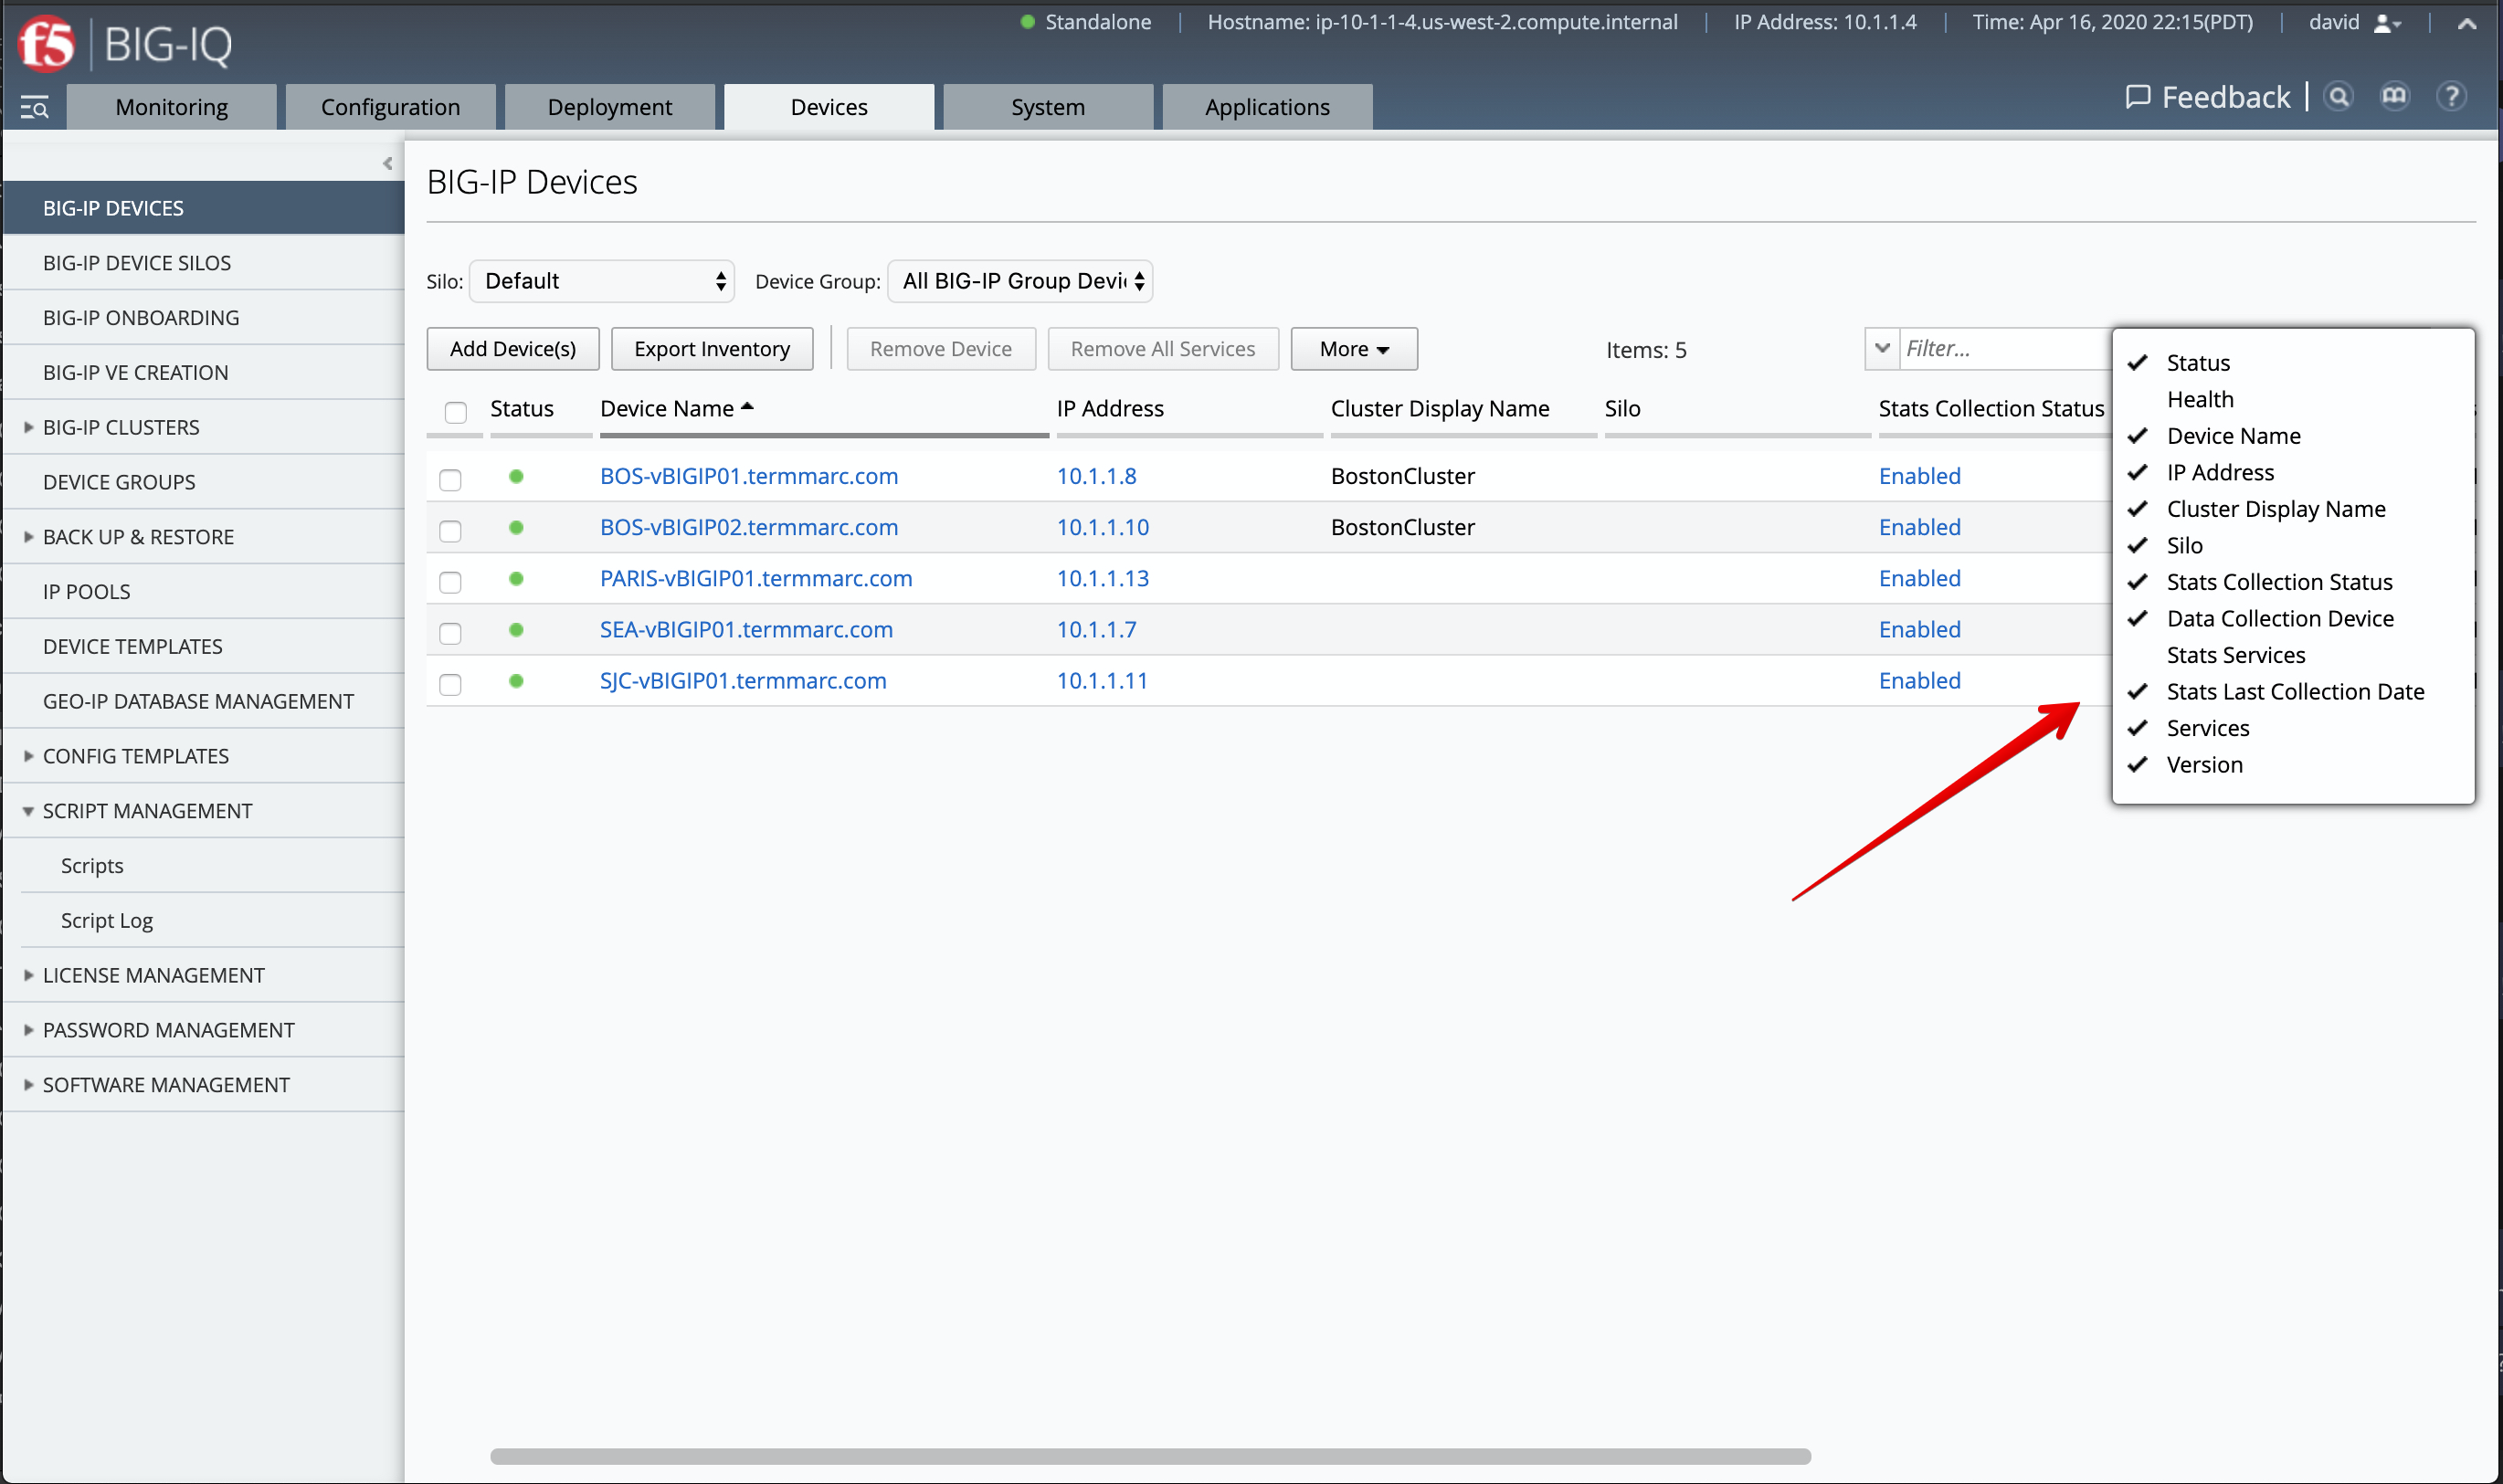 Standalone | Hostname: ip-10-1-1-4.us-west-2.compute.internal | IP Address: 10.1.1.4 | Time: Apr 16, 2020 22:15(PDT) | david
f5 BIG-IQ
Monitoring Configuration Deployment Devices System Applications Feedback
BIG-IP Devices
BIG-IP DEVICES
BIG-IP DEVICE SILOS
BIG-IP ONBOARDING
BIG-IP VE CREATION
BIG-IP CLUSTERS
DEVICE GROUPS
BACK UP & RESTORE
IP POOLS
DEVICE TEMPLATES
GEO-IP DATABASE MANAGEMENT
CONFIG TEMPLATES
SCRIPT MANAGEMENT
Scripts
Script Log
LICENSE MANAGEMENT
PASSWORD MANAGEMENT
SOFTWARE MANAGEMENT
Silo: Default Device Group: All BIG-IP Group Devi
Add Device(s) Export Inventory Remove Device Remove All Services More Items: 5 Filter...
Status Device Name IP Address Cluster Display Name Silo Stats Collection Status
BOS-vBIGIP01.termmarc.com 10.1.1.8 BostonCluster Enabled
BOS-vBIGIP02.termmarc.com 10.1.1.10 BostonCluster Enabled
PARIS-vBIGIP01.termmarc.com 10.1.1.13 Enabled
SEA-vBIGIP01.termmarc.com 10.1.1.7 Enabled
SJC-vBIGIP01.termmarc.com 10.1.1.11 Enabled
Status
Health
Device Name
IP Address
Cluster Display Name
Silo
Stats Collection Status
Data Collection Device
Stats Services
Stats Last Collection Date
Services
Version